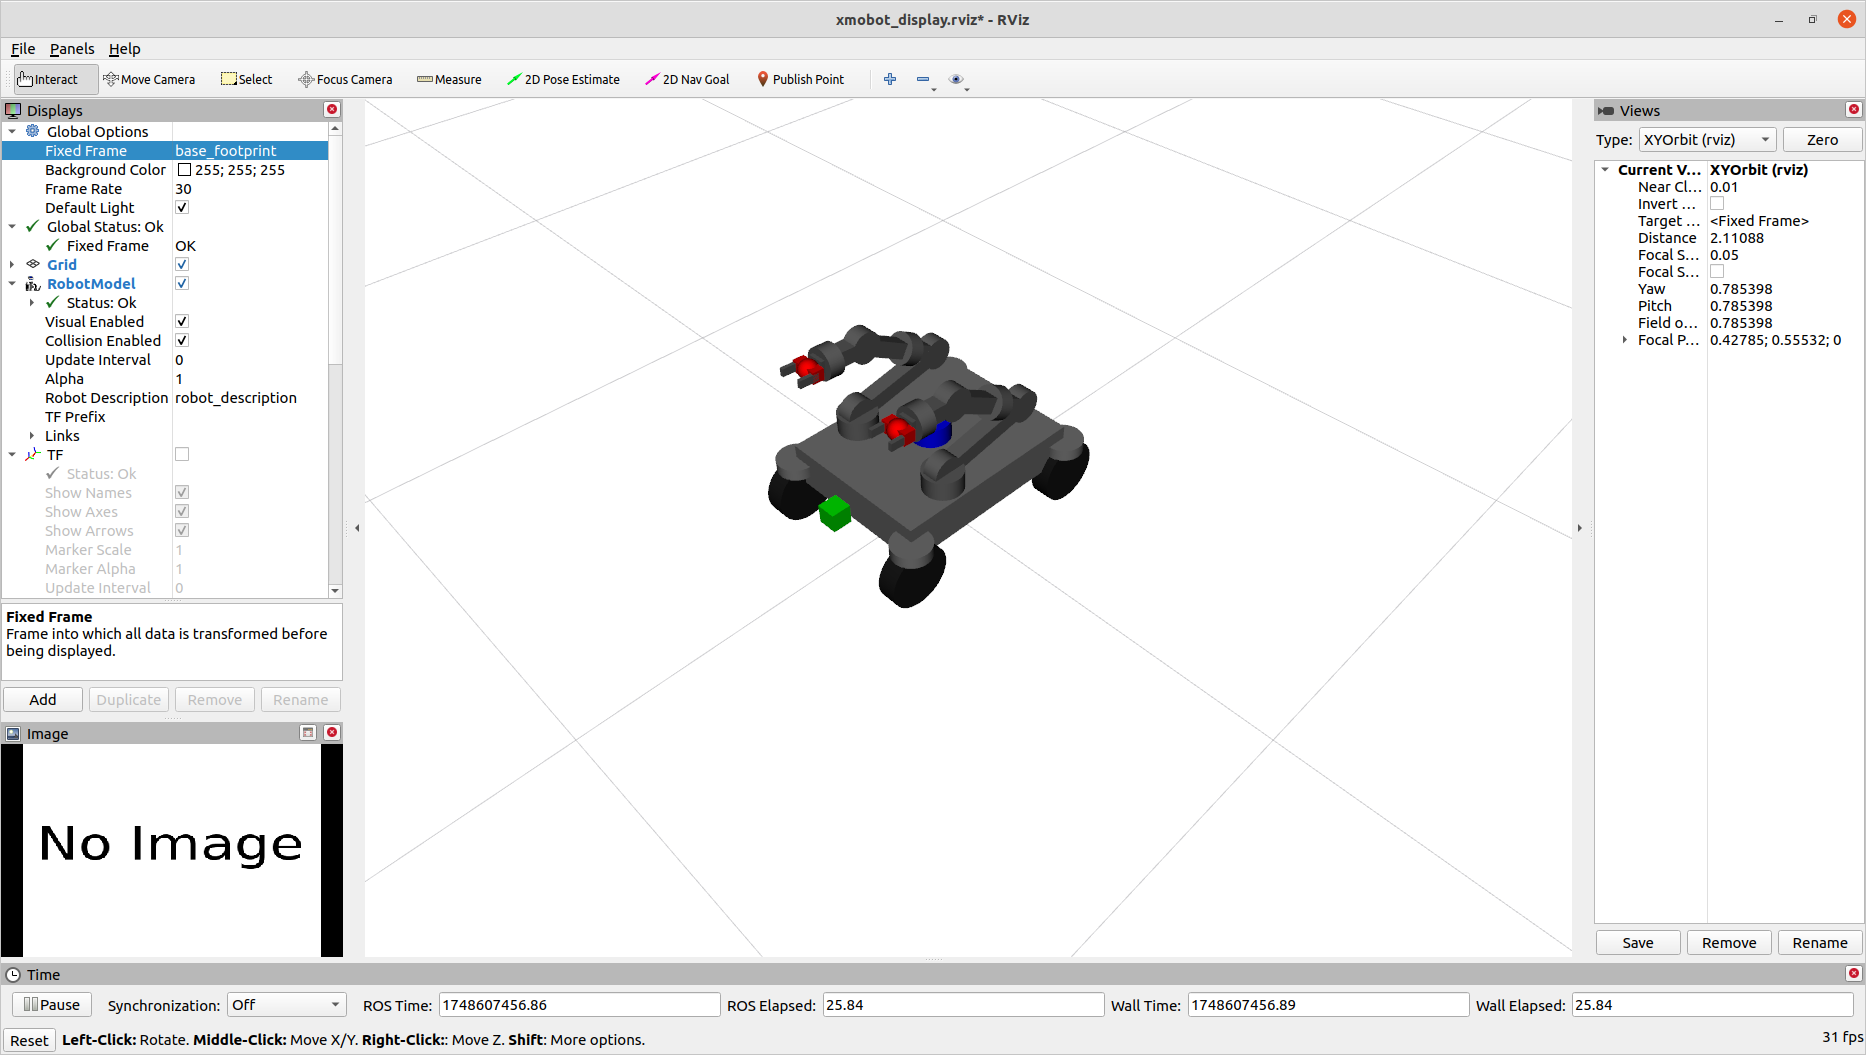 xmobot_display.rviz* - RViz
File Panels Help
Interact Move Camera Select Focus Camera Measure 2D Pose Estimate 2D Nav Goal Publish Point
Displays
Global Options
Fixed Frame base_footprint
Background Color 255; 255; 255
Frame Rate 30
Default Light
Global Status: Ok
Fixed Frame OK
Grid
RobotModel
Status: Ok
Visual Enabled
Collision Enabled
Update Interval 0
Alpha 1
Robot Description robot_description
TF Prefix
Links
TF
Status: Ok
Show Names
Show Axes
Show Arrows
Marker Scale 1
Marker Alpha 1
Update Interval 0
Fixed Frame
Frame into which all data is transformed before
being displayed.
Add Duplicate Remove Rename
Image
No Image
Views
Type: XYOrbit (rviz) Zero
Current V... XYOrbit (rviz)
Near Cl... 0.01
Invert ...
Target ... <Fixed Frame>
Distance 2.11088
Focal S... 0.05
Focal S...
Yaw 0.785398
Pitch 0.785398
Field o... 0.785398
Focal P... 0.42785; 0.55532; 0
Save Remove Rename
Time
Pause Synchronization: Off ROS Time: 1748607456.86 ROS Elapsed: 25.84 Wall Time: 1748607456.89 Wall Elapsed: 25.84
Reset Left-Click: Rotate. Middle-Click: Move X/Y. Right-Click:: Move Z. Shift: More options. 31 fps